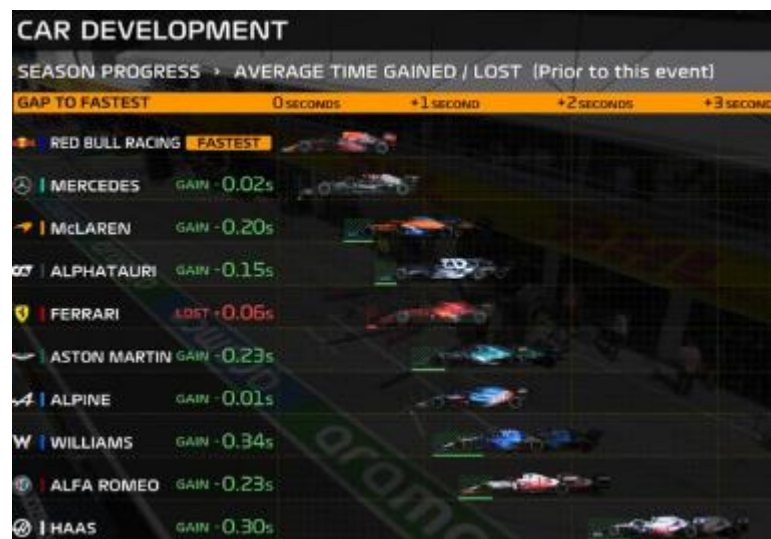 CAR DEVELOPMENT
SEASON PROGRESS › AVERAGE TIME GAINED / LOST (Prior to this event)
GAP TO FASTEST 0 SECONDS +1 SECOND +2 SECONDS +3 SECOND
RED BULL RACING FASTEST
MERCEDES GAIN -0.02s
McLAREN GAIN -0.20s
ALPHATAURI GAIN -0.15s
FERRARI LOST +0.06s
ASTON MARTIN GAIN -0.23s
ALPINE GAIN -0.01s
W WILLIAMS GAIN -0.34s
ALFA ROMEO GAIN -0.23s
HAAS GAIN -0.30s
aramco